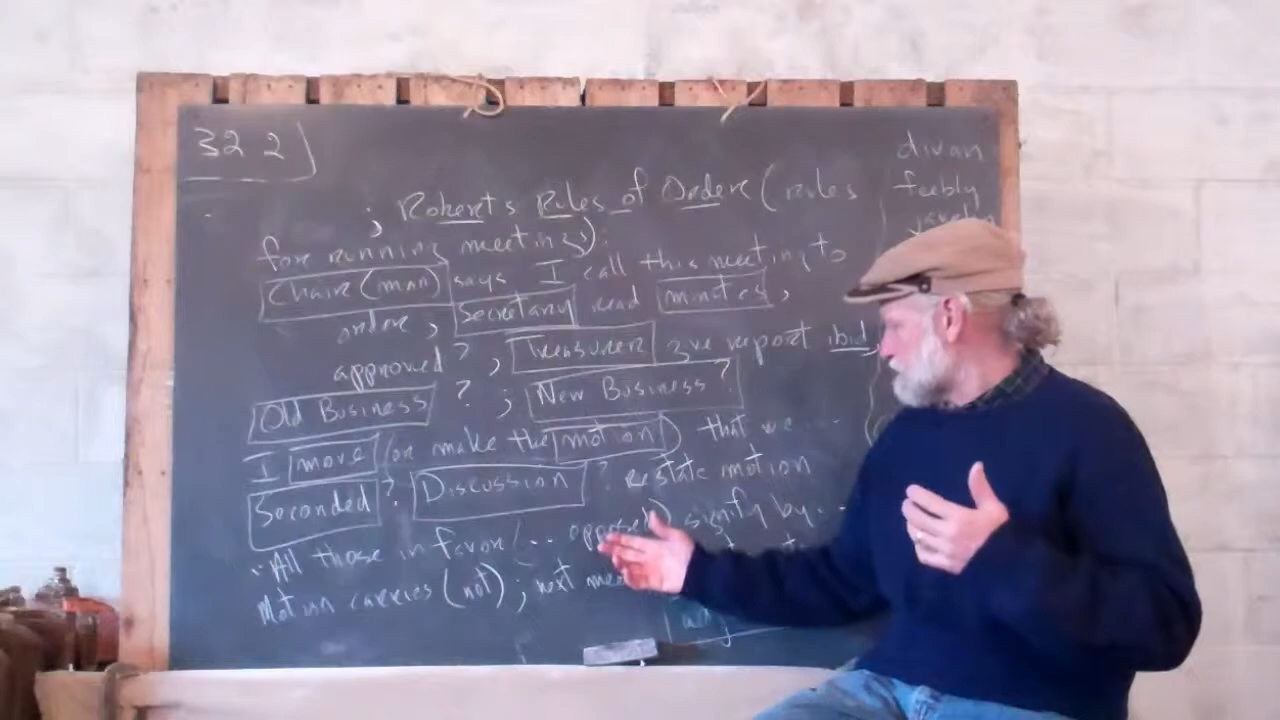 322
divan
feebly
; Robert's Rules of Order (rules
for running meetings):
Chair(man) says I call this meeting to
order, Secretary read minutes,
approved?, Treasurer give report ibid
Old Business ? ; New Business?
I move (or make the motion) that we ...
Seconded ? Discussion ? restate motion
"All those in favor (... opposed) signify by...
Motion carries (not); next